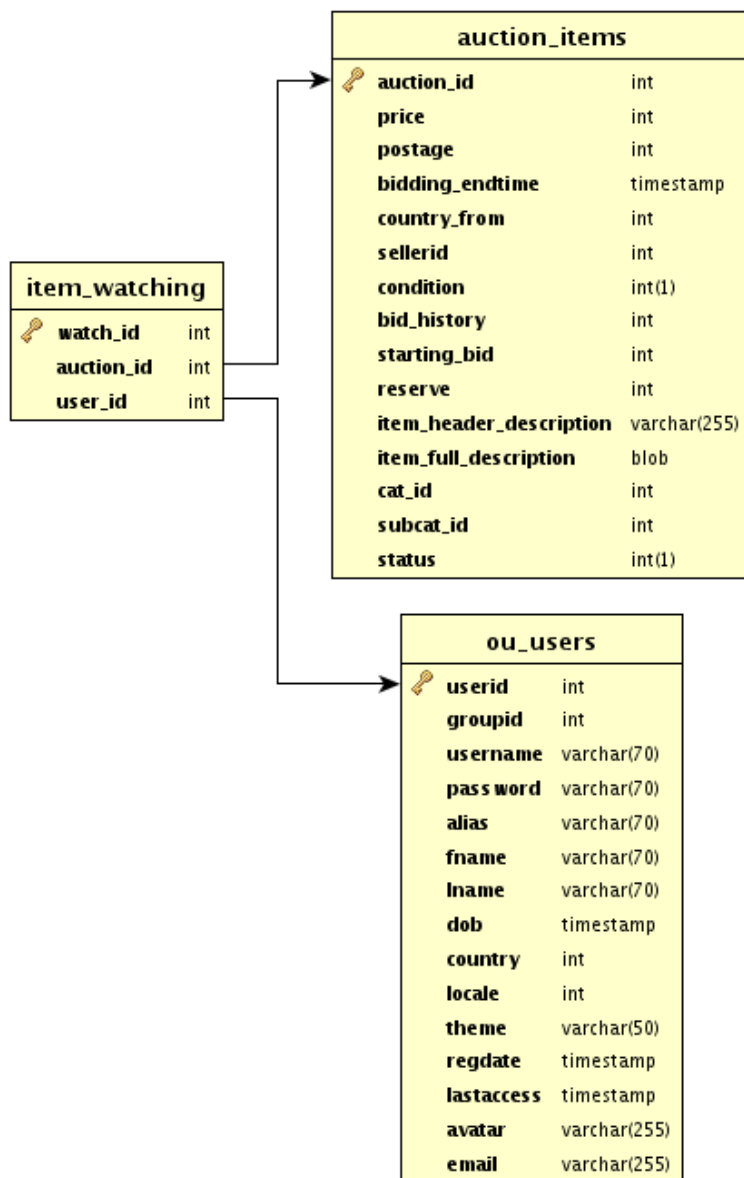 auction_items
auction_id int
price int
postage int
bidding_endtime timestamp
country_from int
sellerid int
condition int(1)
bid_history int
starting_bid int
reserve int
item_header_description varchar(255)
item_full_description blob
cat_id int
subcat_id int
status int(1)
item_watching
watch_id int
auction_id int
user_id int
ou_users
userid int
groupid int
username varchar(70)
password varchar(70)
alias varchar(70)
fname varchar(70)
lname varchar(70)
dob timestamp
country int
locale int
theme varchar(50)
regdate timestamp
lastaccess timestamp
avatar varchar(255)
email varchar(255)